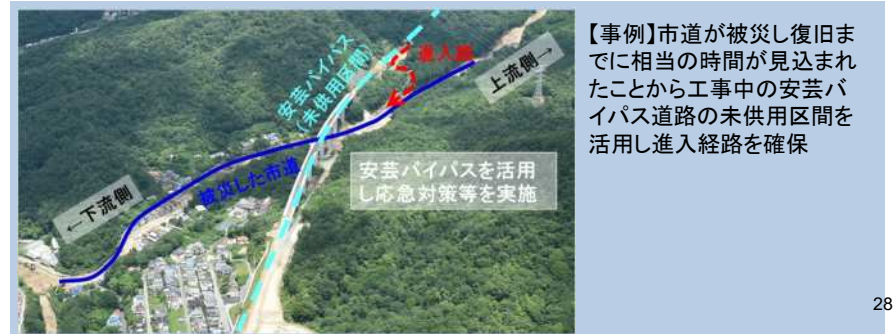 安芸バイパス
(未供用区間)
進入路
上流側→
被災した市道
←下流側
安芸バイパスを活用
し応急対策等を実施
【事例】市道が被災し復旧ま
でに相当の時間が見込まれ
たことから工事中の安芸バ
イパス道路の未供用区間を
活用し進入経路を確保
28